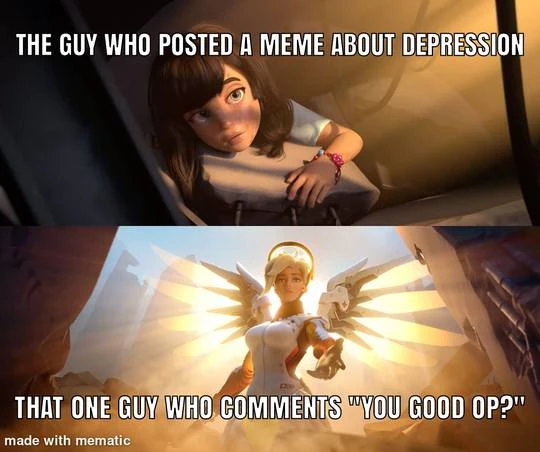 THE GUY WHO POSTED A MEME ABOUT DEPRESSION
THAT ONE GUY WHO COMMENTS "YOU GOOD OP?"
made with mematic